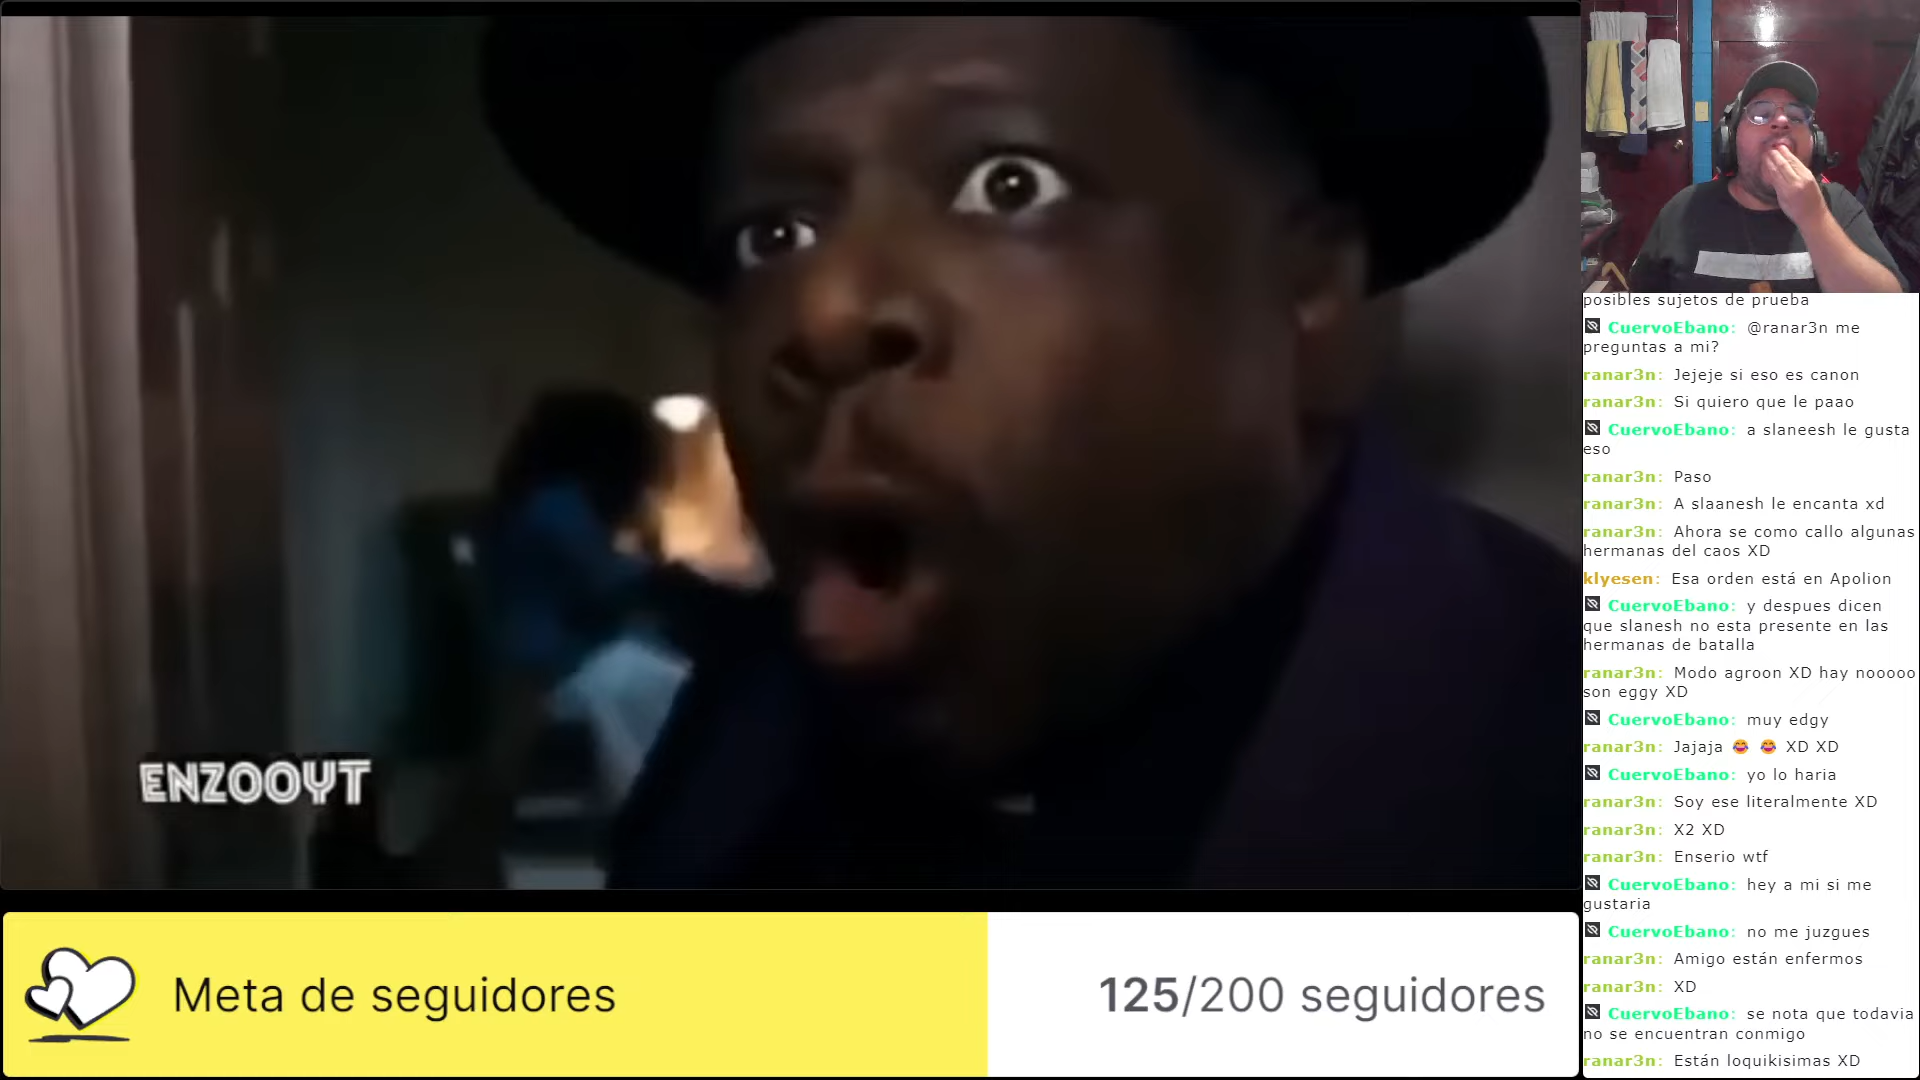 ENZOOYT
Meta de seguidores
125/200 seguidores
posibles sujetos de prueba
CuervoEbano: @ranar3n me
preguntas a mi?
ranar3n: Jejeje si eso es canon
ranar3n: Si quiero que le paao
CuervoEbano: a slaneesh le gusta
eso
ranar3n: Paso
ranar3n: A slaanesh le encanta xd
ranar3n: Ahora se como callo algunas
hermanas del caos XD
klyesen: Esa orden está en Apolion
CuervoEbano: y despues dicen
que slanesh no esta presente en las
hermanas de batalla
ranar3n: Modo agroon XD hay nooooo
son eggy XD
CuervoEbano: muy edgy
ranar3n: Jajaja 😂 😂 XD XD
CuervoEbano: yo lo haria
ranar3n: Soy ese literalmente XD
ranar3n: X2 XD
ranar3n: Enserio wtf
CuervoEbano: hey a mi si me
gustaria
CuervoEbano: no me juzgues
ranar3n: Amigo están enfermos
ranar3n: XD
CuervoEbano: se nota que todavia
no se encuentran conmigo
ranar3n: Están loquikisimas XD